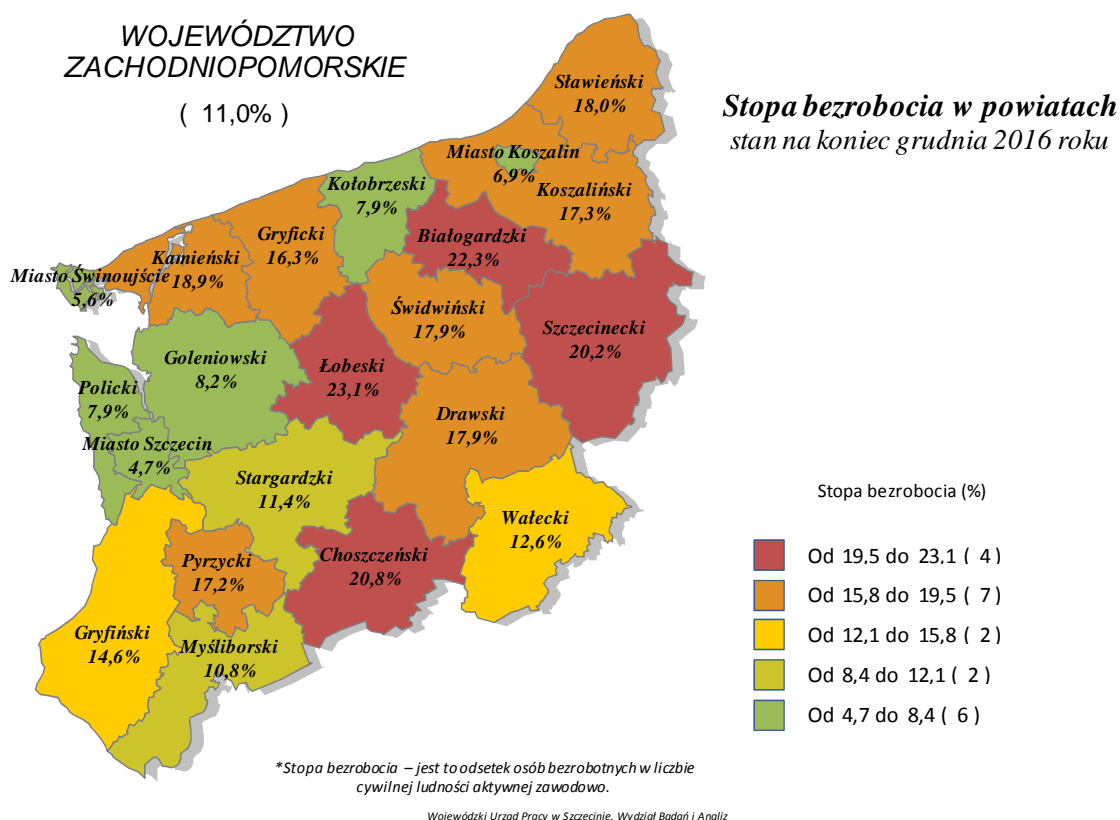 WOJEWÓDZTWO
ZACHODNIOPOMORSKIE
( 11,0% )
Stopa bezrobocia w powiatach
stan na koniec grudnia 2016 roku
Sławieński
18,0%
Miasto Koszalin
6,9%
Koszaliński
17,3%
Kołobrzeski
7,9%
Białogardzki
22,3%
Gryficki
16,3%
Kamieński
18,9%
Miasto Świnoujście
5,6%
Świdwiński
17,9%
Szczecinecki
20,2%
Goleniowski
8,2%
Łobeski
23,1%
Policki
7,9%
Drawski
17,9%
Miasto Szczecin
4,7%
Stargardzki
11,4%
Wałecki
12,6%
Choszczeński
20,8%
Pyrzycki
17,2%
Gryfiński
14,6%
Myśliborski
10,8%
Stopa bezrobocia (%)
Od 19,5 do 23,1 ( 4 )
Od 15,8 do 19,5 ( 7 )
Od 12,1 do 15,8 ( 2 )
Od 8,4 do 12,1 ( 2 )
Od 4,7 do 8,4 ( 6 )
*Stopa bezrobocia – jest to odsetek osób bezrobotnych w liczbie
cywilnej ludności aktywnej zawodowo.
Wojewódzki Urząd Pracy w Szczecinie, Wydział Badań i Analiz